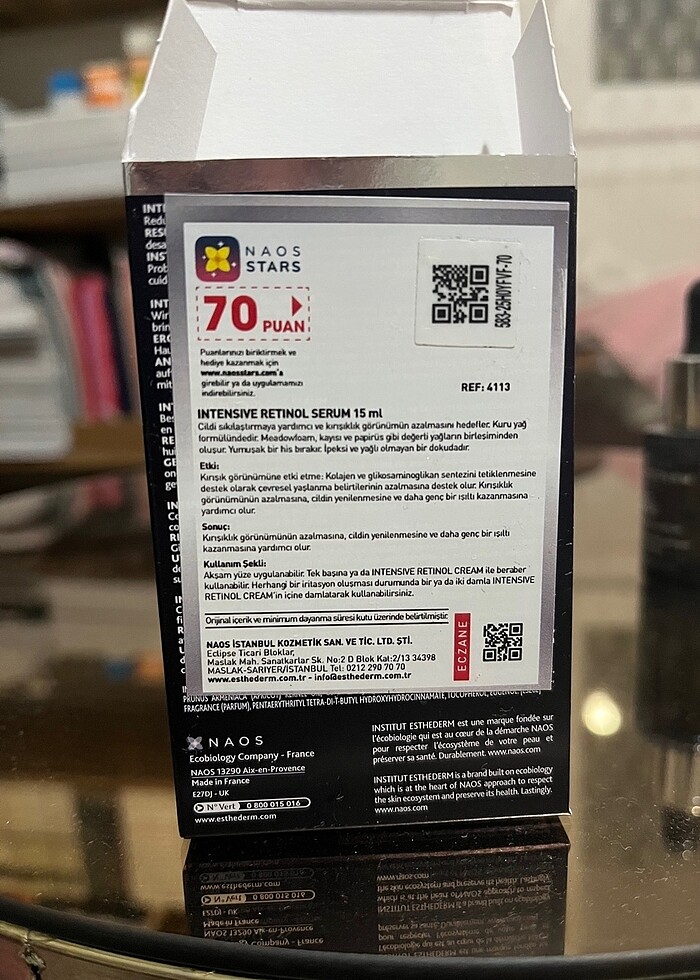 NAOS
STARS
70 PUAN
Puanlarınızı biriktirmek ve
hediye kazanmak için
www.naosstars.com'a
girebilir ya da uygulamamızı
indirebilirsiniz.
583-26H0YFVF-70
REF: 4113
INTENSIVE RETINOL SERUM 15 ml
Cildi sıkılaştırmaya yardımcı ve kırışıklık görünümün azalmasını hedefler. Kuru yağ
formülündedir. Meadowfoam, kayısı ve papirüs gibi değerli yağların birleşiminden
oluşur. Yumuşak bir his bırakır. İpeksi ve yağlı olmayan bir dokudadır.
Etki:
Kırışık görünümüne etki etme: Kolajen ve glikosaminoglikan sentezini tetiklenmesine
destek olarak çevresel yaşlanma belirtilerinin azalmasına destek olur. Kırışıklık
görünümünün azalmasına, cildin yenilenmesine ve daha genç bir ışıltı kazanmasına
yardımcı olur.
Sonuç:
Kırışıklık görünümünün azalmasına, cildin yenilenmesine ve daha genç bir ışıltı
kazanmasına yardımcı olur.
Kullanım Şekli:
Akşam yüze uygulanabilir. Tek başına ya da INTENSIVE RETINOL CREAM ile beraber
kullanılabilir. Herhangi bir iritasyon oluşması durumunda bir ya da iki damla INTENSIVE
RETINOL CREAM'in içine damlatarak kullanabilirsiniz.
Orijinal içerik ve minimum dayanma süresi kutu üzerinde belirtilmiştir.
NAOS İSTANBUL KOZMETİK SAN. VE TİC. LTD. ŞTİ.
Eclipse Ticari Bloklar,
Maslak Mah. Sanatkarlar Sk. No:2 D Blok Kat:2/13 34398
MASLAK-SARIYER/İSTANBUL Tel: 0212 290 70 70
www.esthederm.com.tr - info@esthederm.com.tr
ECZANE
FRAGRANCE (PARFUM), PENTAERYTHRITYL TETRA-DI-T-BUTYL HYDROXYHYDROCINNAMATE, TOCOPHEROL,
NAOS
Ecobiology Company - France
NAOS 13290 Aix-en-Provence
Made in France
E27DJ - UK
N° Vert 0 800 015 016
www.esthederm.com
INSTITUT ESTHEDERM est une marque fondée sur
l'écobiologie qui est au cœur de la démarche NAOS
pour respecter l'écosystème de votre peau et
préserver sa santé. Durablement. www.naos.com
INSTITUT ESTHEDERM is a brand built on ecobiology
which is at the heart of NAOS approach to respect
the skin ecosystem and preserve its health. Lastingly.
www.naos.com